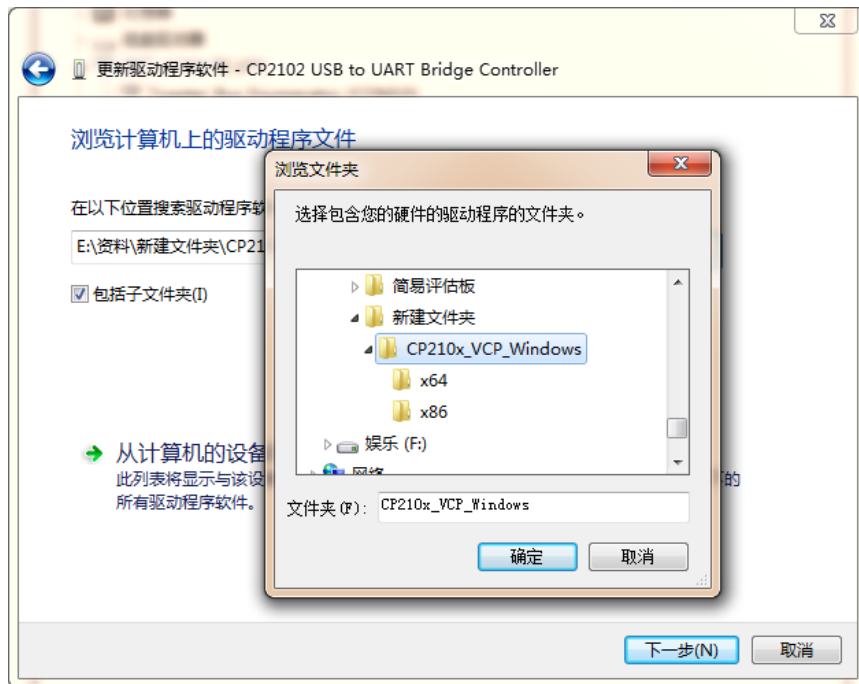 更新驱动程序软件 - CP2102 USB to UART Bridge Controller
浏览计算机上的驱动程序文件
在以下位置搜索驱动程序软
E:\资料\新建文件夹\CP21
包括子文件夹(I)
从计算机的设备
此列表将显示与该设
的
所有驱动程序软件。
浏览文件夹
选择包含您的硬件的驱动程序的文件夹。
简易评估板
新建文件夹
CP210x_VCP_Windows
x64
x86
娱乐 (F:)
网络
文件夹(F):
CP210x_VCP_Windows
确定
取消
下一步(N)
取消